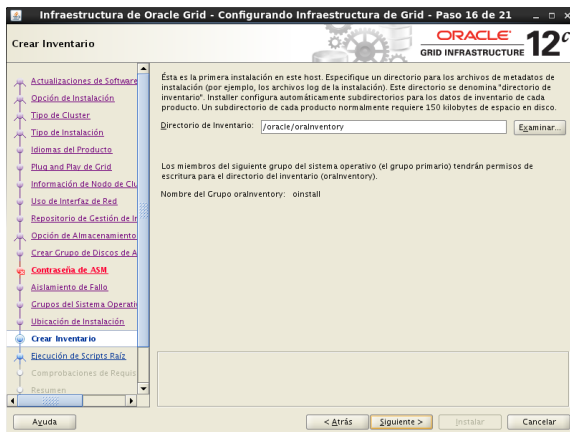 Infraestructura de Oracle Grid - Configurando Infraestructura de Grid - Paso 16 de 21
Crear Inventario
ORACLE
GRID INFRASTRUCTURE 12c
Actualizaciones de Software
Opción de Instalación
Tipo de Cluster
Tipo de Instalación
Idiomas del Producto
Plug and Play de Grid
Información de Nodo de Clu
Uso de Interfaz de Red
Repositorio de Gestión de In
Opción de Almacenamiento
Crear Grupo de Discos de A
Contraseña de ASM
Aislamiento de Fallo
Grupos del Sistema Operativ
Ubicación de Instalación
Crear Inventario
Ejecución de Scripts Raíz
Comprobaciones de Requis
Resumen
Ésta es la primera instalación en este host. Especifique un directorio para los archivos de metadatos de
instalación (por ejemplo, los archivos log de la instalación). Este directorio se denomina "directorio de
inventario". Installer configura automáticamente subdirectorios para los datos de inventario de cada
producto. Un subdirectorio de cada producto normalmente requiere 150 kilobytes de espacio en disco.
Directorio de Inventario: /oracle/oraInventory Examinar...
Los miembros del siguiente grupo del sistema operativo (el grupo primario) tendrán permisos de
escritura para el directorio del inventario (oraInventory).
Nombre del Grupo oraInventory: oinstall
Ayuda < Atrás Siguiente > Instalar Cancelar